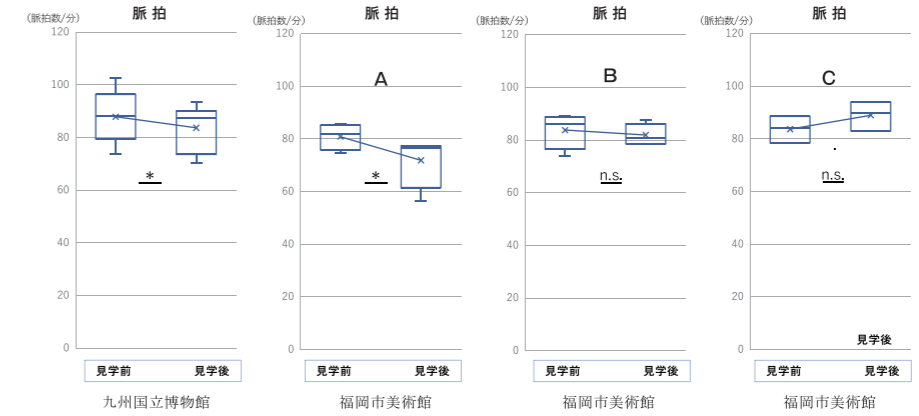 脈 拍
(脈拍数/分)
120
100
80
60
40
20
0
*
見学前
見学後
九州国立博物館
脈 拍
(脈拍数/分)
120
100
80
60
40
20
0
A
*
見学前
見学後
福岡市美術館
脈 拍
(脈拍数/分)
120
100
80
60
40
20
0
B
n.s.
見学前
見学後
福岡市美術館
脈 拍
(脈拍数/分)
120
100
80
60
40
20
0
C
n.s.
見学後
見学前
見学後
福岡市美術館